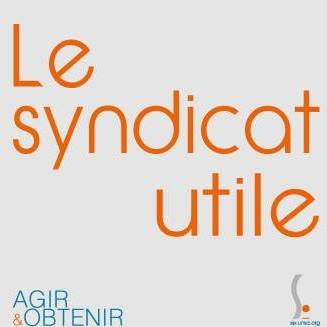 Le
syndicat
utile
AGIR
&OBTENIR